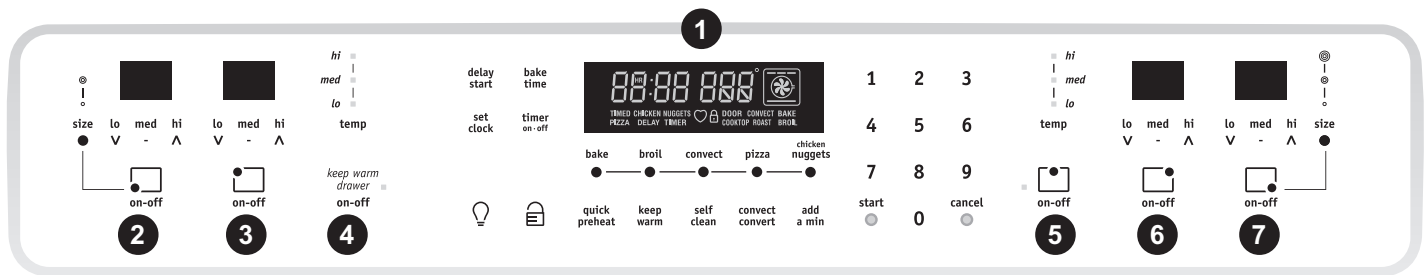 1
hi
med
lo
size
lo med hi
on-off
2
lo med hi
on-off
3
temp
keep warm
drawer
on-off
4
delay
start
bake
time
set
clock
timer
on-off
88:88 888°
HR
TIMED CHICKEN NUGGETS DOOR CONVECT BAKE
PIZZA DELAY TIMER COOKTOP ROAST BROIL
bake broil convect pizza chicken
nuggets
quick
preheat
keep
warm
self
clean
convect
convert
add
a min
1 2 3
4 5 6
7 8 9
start 0 cancel
hi
med
lo
temp
on-off
5
lo med hi
on-off
6
lo med hi
on-off
7
size